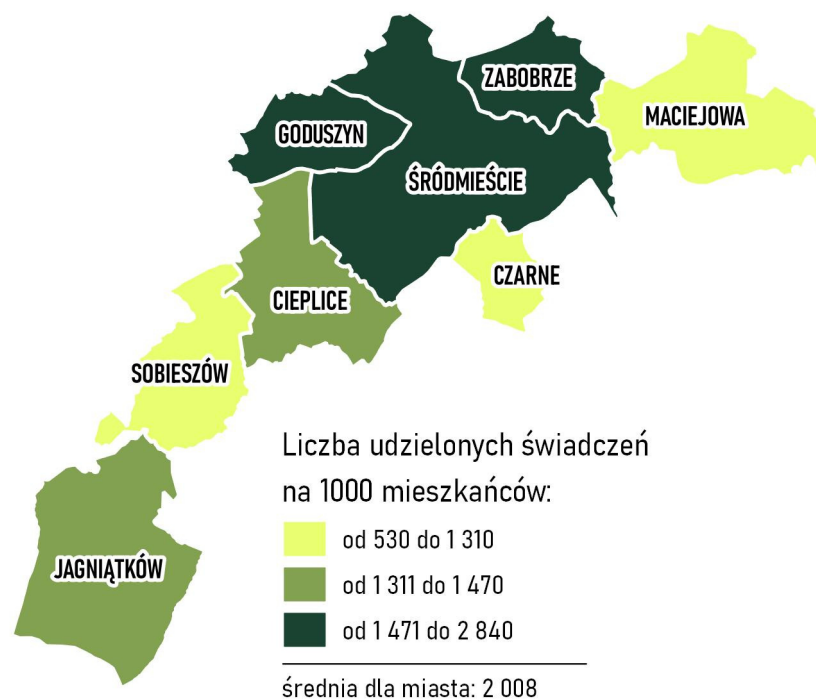 ZABOBRZE
MACIEJOWA
GODUSZYN
ŚRÓDMIEŚCIE
CZARNE
CIEPLICE
SOBIESZÓW
JAGNIĄTKÓW
Liczba udzielonych świadczeń
na 1000 mieszkańców:
od 530 do 1 310
od 1 311 do 1 470
od 1 471 do 2 840
średnia dla miasta: 2 008